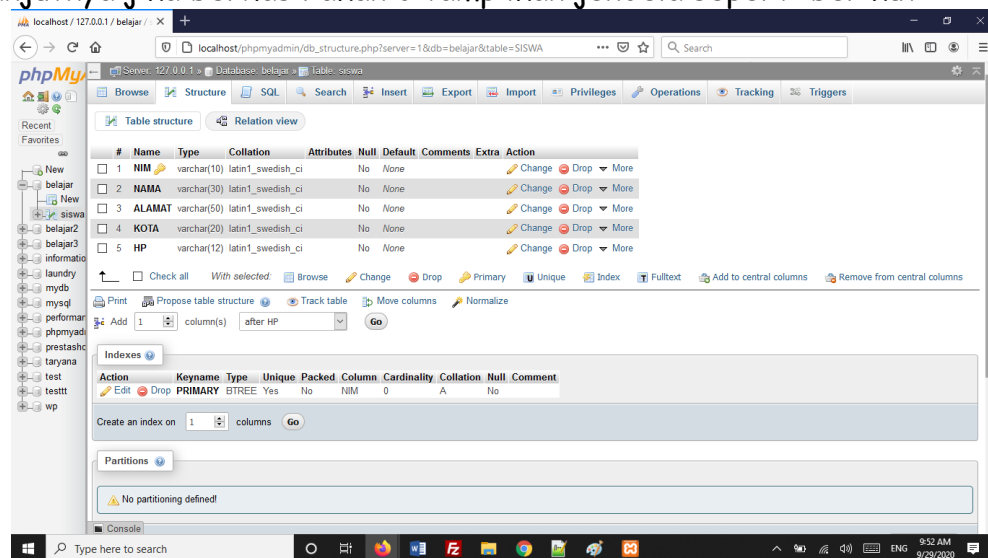 localhost / 127.0.0.1 / belajar /
localhost/phpmyadmin/db_structure.php?server=1&db=belajar&table=SISWA
Search
phpMy
Server: 127.0.0.1 » Database: belajar » Table: siswa
Browse Structure SQL Search Insert Export Import Privileges Operations Tracking Triggers
Recent
Favorites
New
belajar
New
siswa
belajar2
belajar3
informatio
laundry
mydb
mysql
performan
phpmyad
prestasho
taryana
test
testtt
wp
Table structure Relation view
# Name Type Collation Attributes Null Default Comments Extra Action
1 NIM varchar(10) latin1_swedish_ci No None Change Drop More
2 NAMA varchar(30) latin1_swedish_ci No None Change Drop More
3 ALAMAT varchar(50) latin1_swedish_ci No None Change Drop More
4 KOTA varchar(20) latin1_swedish_ci No None Change Drop More
5 HP varchar(12) latin1_swedish_ci No None Change Drop More
Check all With selected: Browse Change Drop Primary Unique Index Fulltext Add to central columns Remove from central columns
Print Propose table structure Track table Move columns Normalize
Add 1 column(s) after HP Go
Indexes
Action Keyname Type Unique Packed Column Cardinality Collation Null Comment
Edit Drop PRIMARY BTREE Yes No NIM 0 A No
Create an index on 1 columns Go
Partitions
No partitioning defined!
Console
Type here to search
ENG
9:52 AM
9/29/2020